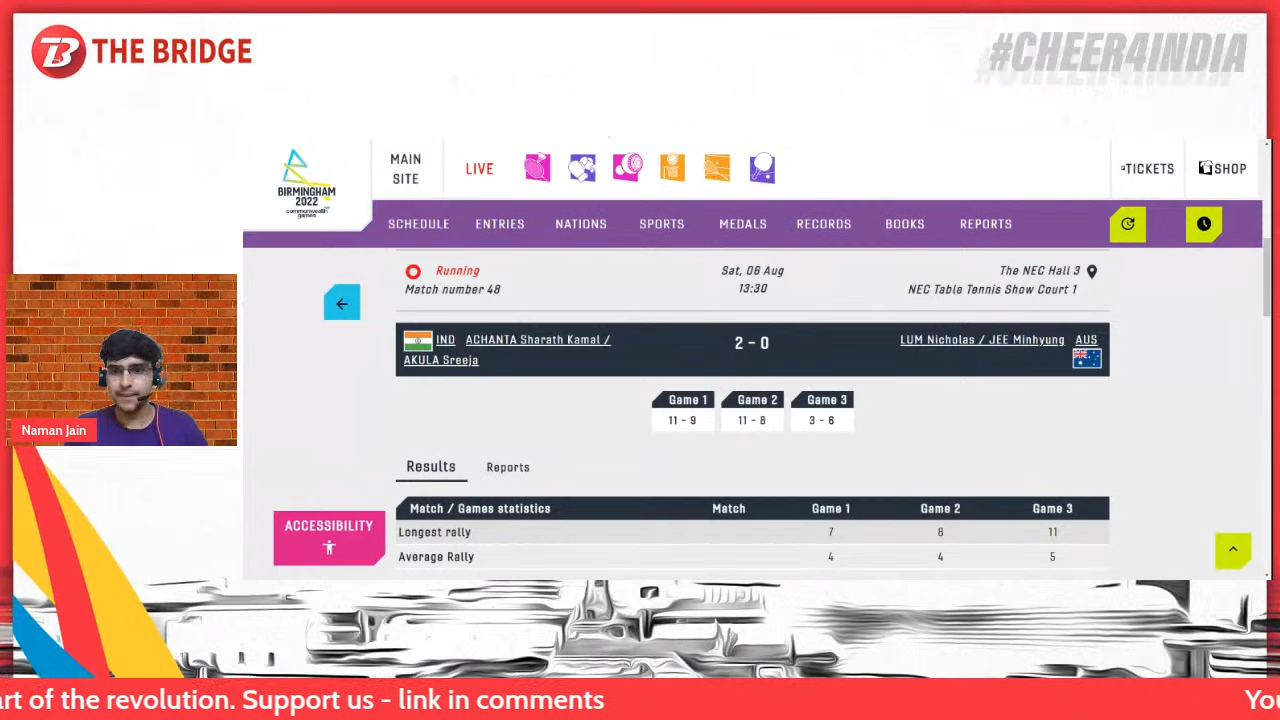 THE BRIDGE
#CHEER4INDIA
BIRMINGHAM
2022
commonwealth
games
MAIN
SITE
LIVE
TICKETS
SHOP
SCHEDULE ENTRIES NATIONS SPORTS MEDALS RECORDS BOOKS REPORTS
Running Sat, 06 Aug The NEC Hall 3
Match number 48 13:30 NEC Table Tennis Show Court 1
IND ACHANTA Sharath Kamal / 2 - 0 LUM Nicholas / JEE Minhyung AUS
AKULA Sreeja
Game 1 Game 2 Game 3
11 - 9 11 - 8 3 - 6
Naman Jain
Results Reports
Match / Games statistics Match Game 1 Game 2 Game 3
Longest rally 7 8 11
Average Rally 4 4 5
ACCESSIBILITY
art of the revolution. Support us - link in comments You